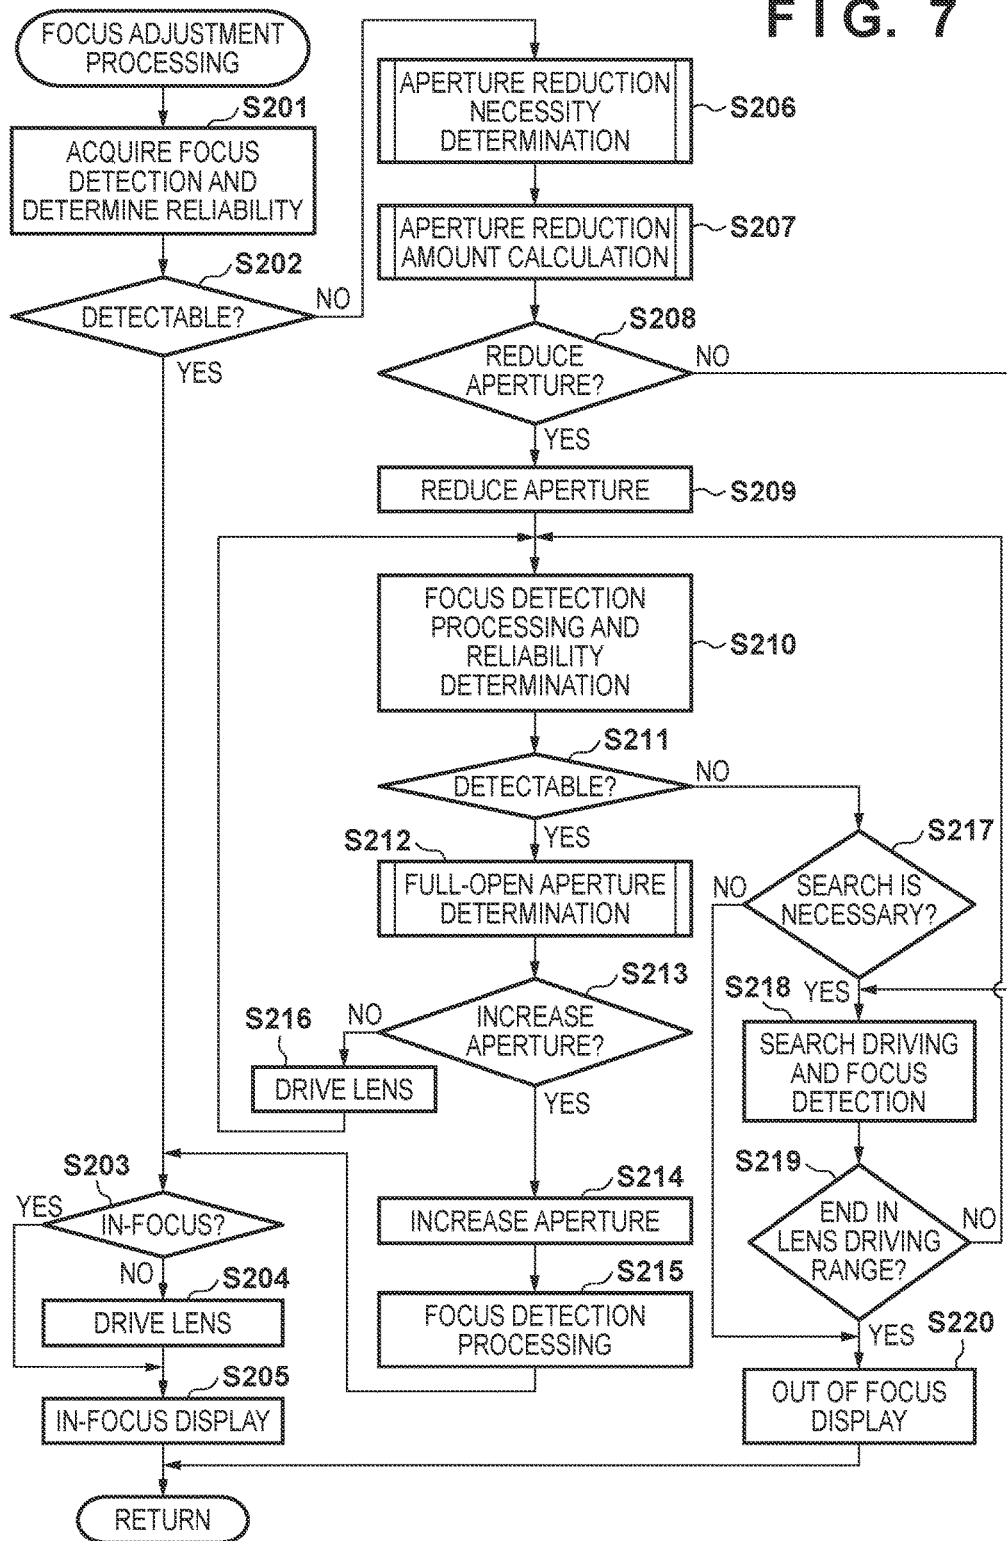 FIG. 7
FOCUS ADJUSTMENT
PROCESSING
S201
ACQUIRE FOCUS
DETECTION AND
DETERMINE RELIABILITY
S202
DETECTABLE?
NO
YES
APERTURE REDUCTION
NECESSITY
DETERMINATION
S206
APERTURE REDUCTION
AMOUNT CALCULATION
S207
S208
REDUCE
APERTURE?
NO
YES
REDUCE APERTURE
S209
FOCUS DETECTION
PROCESSING AND
RELIABILITY
DETERMINATION
S210
S211
DETECTABLE?
NO
YES
S212
FULL-OPEN APERTURE
DETERMINATION
S213
INCREASE
APERTURE?
NO
YES
S216
DRIVE LENS
S217
SEARCH IS
NECESSARY?
NO
YES
S218
SEARCH DRIVING
AND FOCUS
DETECTION
S219
END IN
LENS DRIVING
RANGE?
NO
YES
S220
OUT OF FOCUS
DISPLAY
S214
INCREASE APERTURE
S215
FOCUS DETECTION
PROCESSING
S203
IN-FOCUS?
YES
NO
S204
DRIVE LENS
S205
IN-FOCUS DISPLAY
RETURN